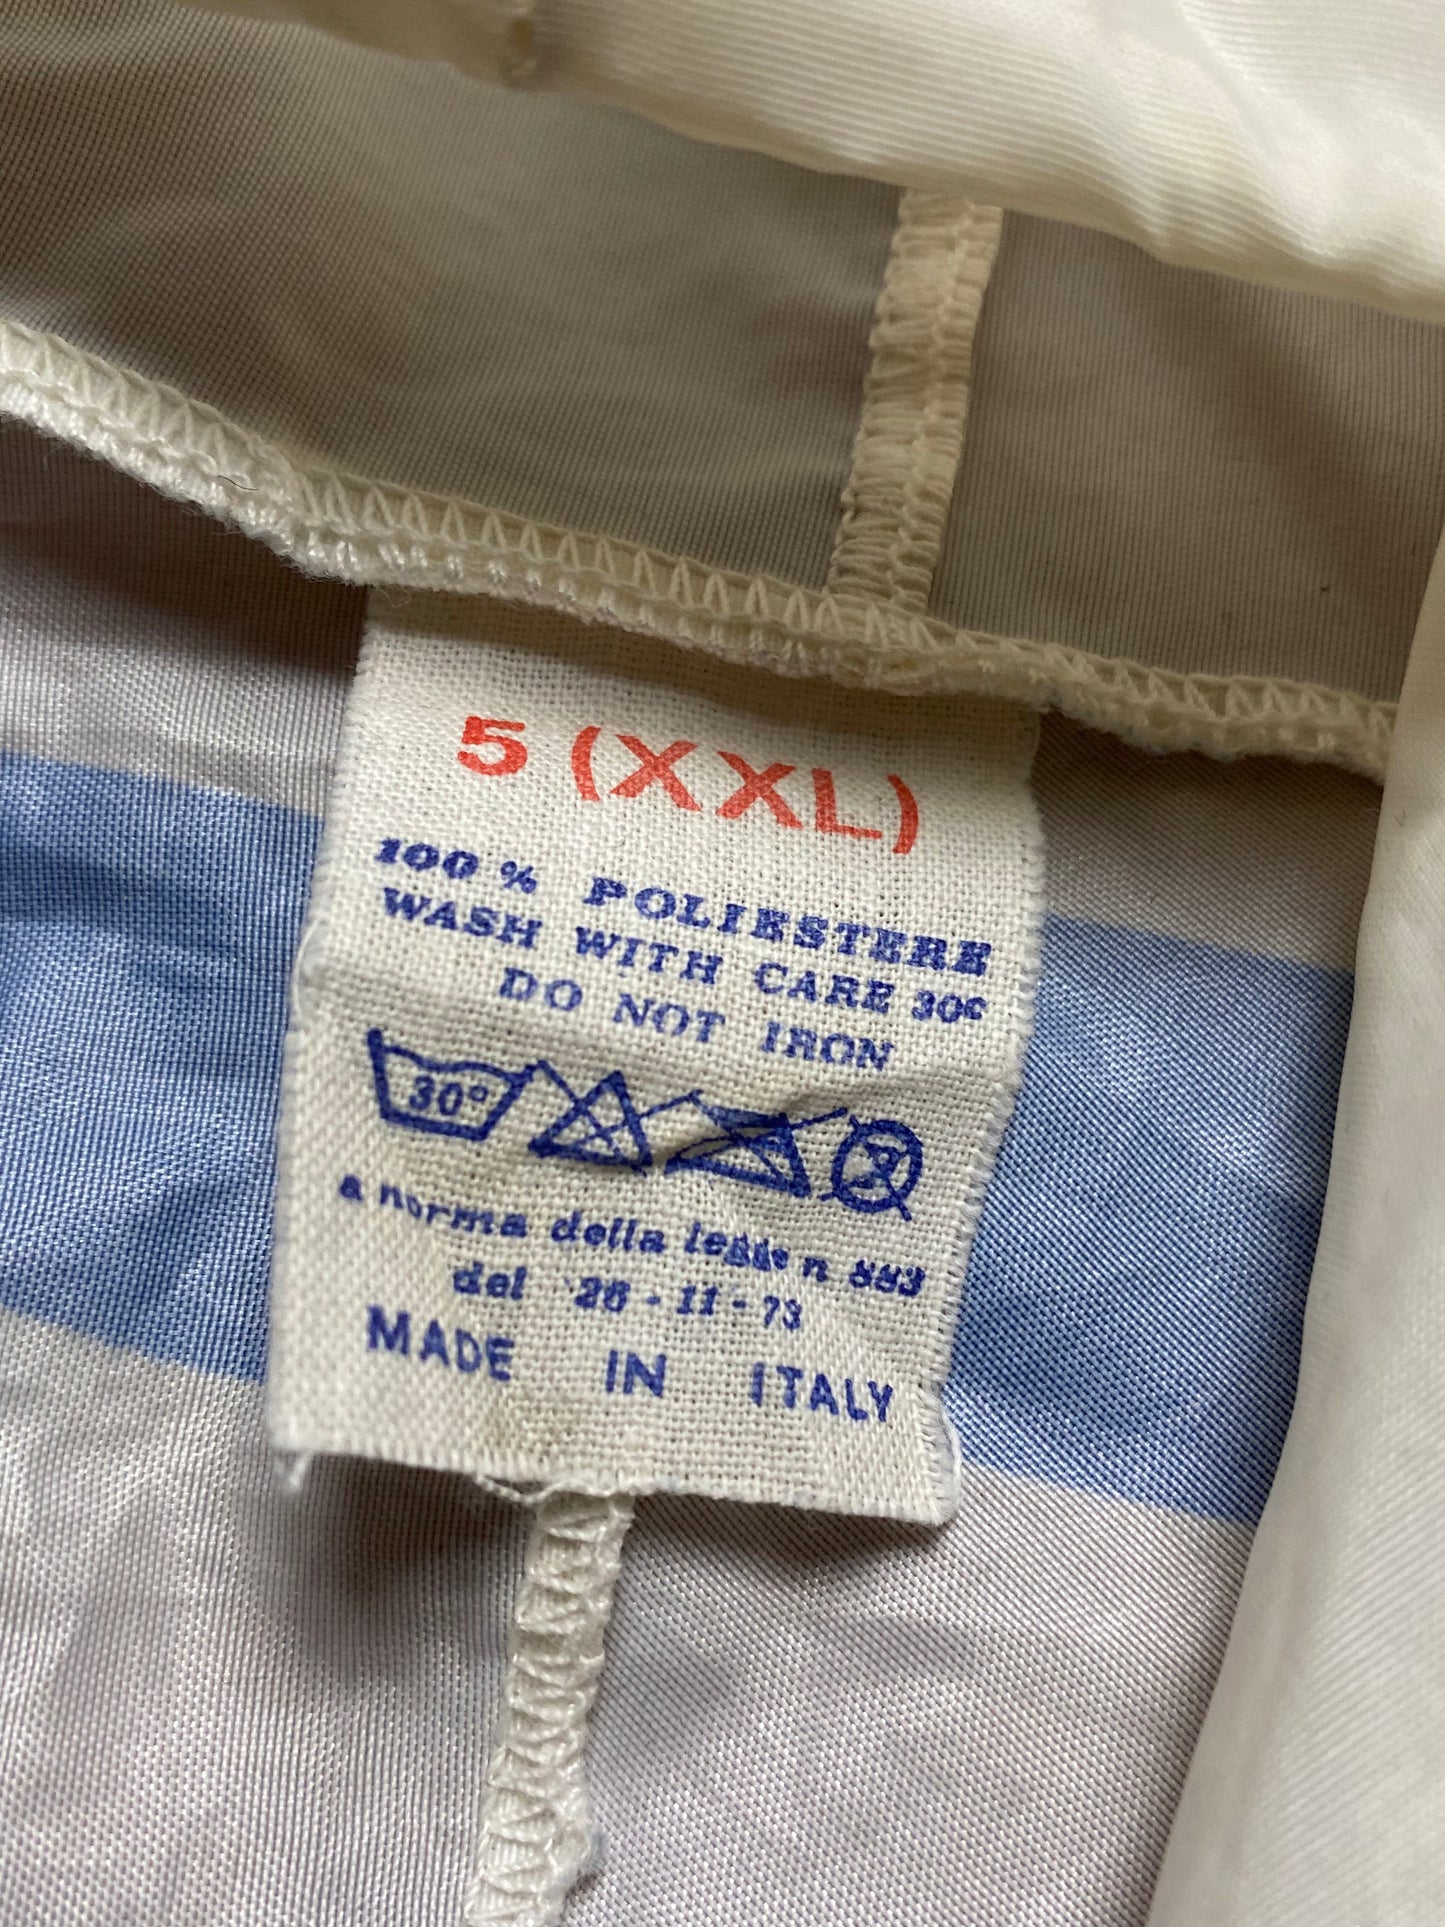 5 (XXL)
100 % POLIESTERE
WASH WITH CARE 30C
DO NOT IRON
30°
a norma della legge n 883
del 26-11-73
MADE IN ITALY